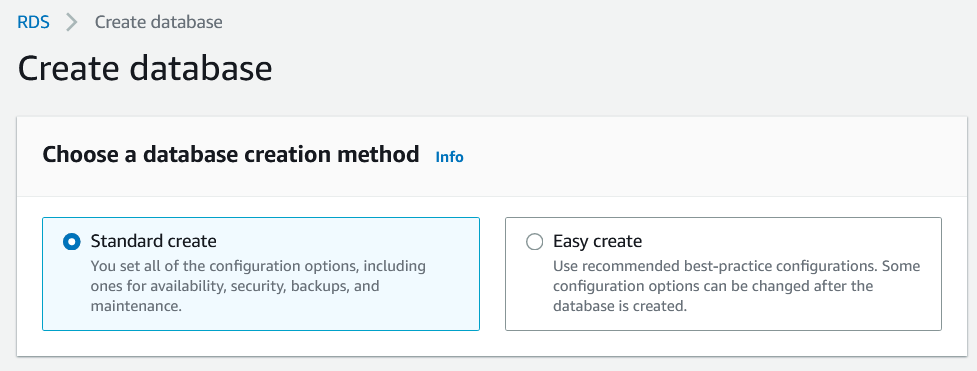 RDS > Create database
Create database
Choose a database creation method Info
Standard create
You set all of the configuration options, including
ones for availability, security, backups, and
maintenance.
Easy create
Use recommended best-practice configurations. Some
configuration options can be changed after the
database is created.